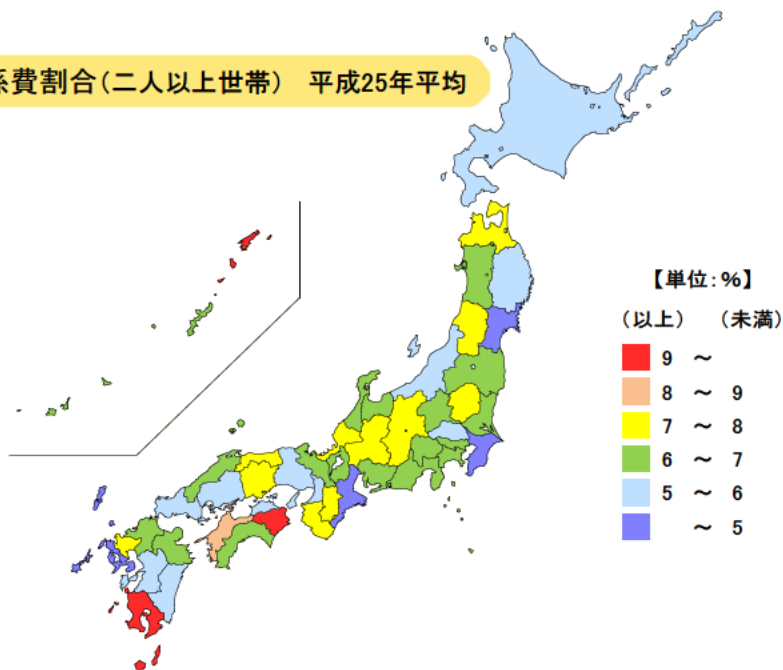 係費割合(二人以上世帯) 平成25年平均
【単位:%】
(以上) (未満)
9 ~
8 ~ 9
7 ~ 8
6 ~ 7
5 ~ 6
~ 5